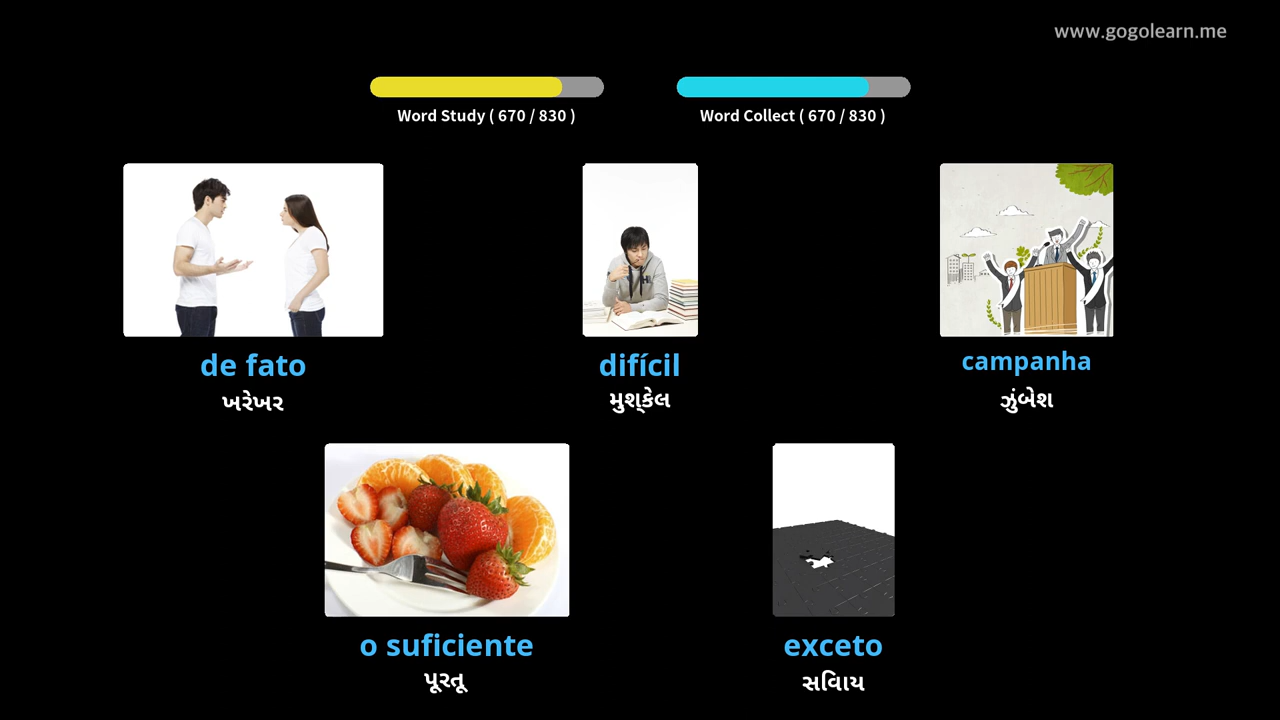 www.gogolearn.me
Word Study ( 670 / 830 )
Word Collect ( 670 / 830 )
de fato
ખરેખર
difícil
મુશ્કેલ
campanha
ઝુંબેશ
o suficiente
પૂરતૂ
exceto
સવિાય